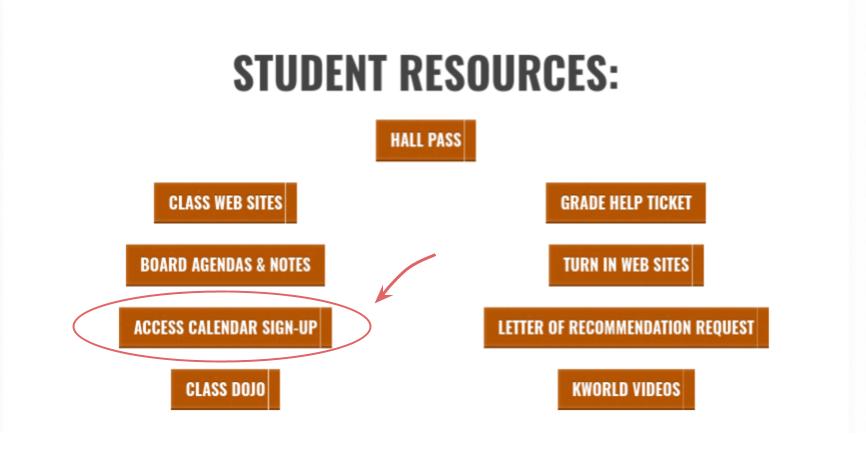 STUDENT RESOURCES:
HALL PASS
CLASS WEB SITES
GRADE HELP TICKET
BOARD AGENDAS & NOTES
TURN IN WEB SITES
ACCESS CALENDAR SIGN-UP
LETTER OF RECOMMENDATION REQUEST
CLASS DOJO
KWORLD VIDEOS